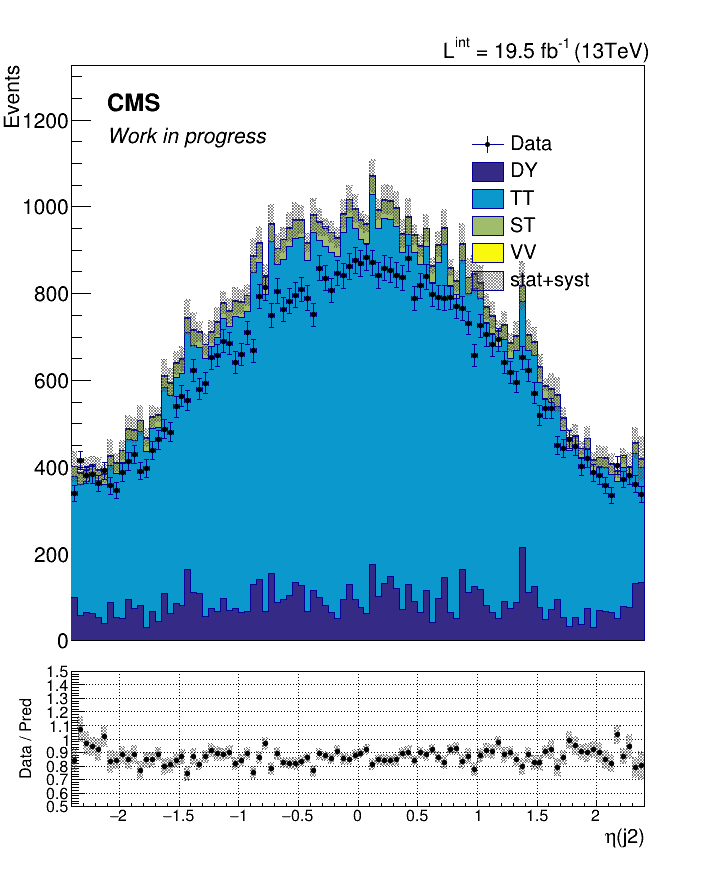 L^int = 19.5 fb^-1 (13TeV)
Events
CMS
Work in progress
Data
DY
TT
ST
VV
stat+syst
1200
1000
800
600
400
200
0
Data / Pred
1.5
1.4
1.3
1.2
1.1
1
0.9
0.8
0.7
0.6
0.5
−2 −1.5 −1 −0.5 0 0.5 1 1.5 2
η(j2)